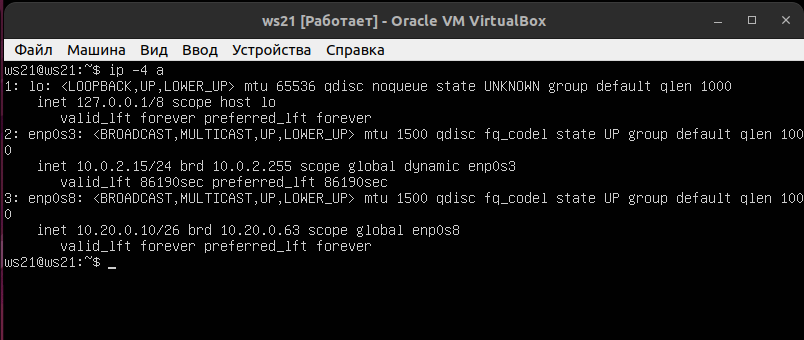 ws21 [Работает] - Oracle VM VirtualBox
Файл Машина Вид Ввод Устройства Справка
ws21@ws21:~$ ip -4 a
1: lo: <LOOPBACK,UP,LOWER_UP> mtu 65536 qdisc noqueue state UNKNOWN group default qlen 1000
    inet 127.0.0.1/8 scope host lo
       valid_lft forever preferred_lft forever
2: enp0s3: <BROADCAST,MULTICAST,UP,LOWER_UP> mtu 1500 qdisc fq_codel state UP group default qlen 100
0
    inet 10.0.2.15/24 brd 10.0.2.255 scope global dynamic enp0s3
       valid_lft 86190sec preferred_lft 86190sec
3: enp0s8: <BROADCAST,MULTICAST,UP,LOWER_UP> mtu 1500 qdisc fq_codel state UP group default qlen 100
0
    inet 10.20.0.10/26 brd 10.20.0.63 scope global enp0s8
       valid_lft forever preferred_lft forever
ws21@ws21:~$ _